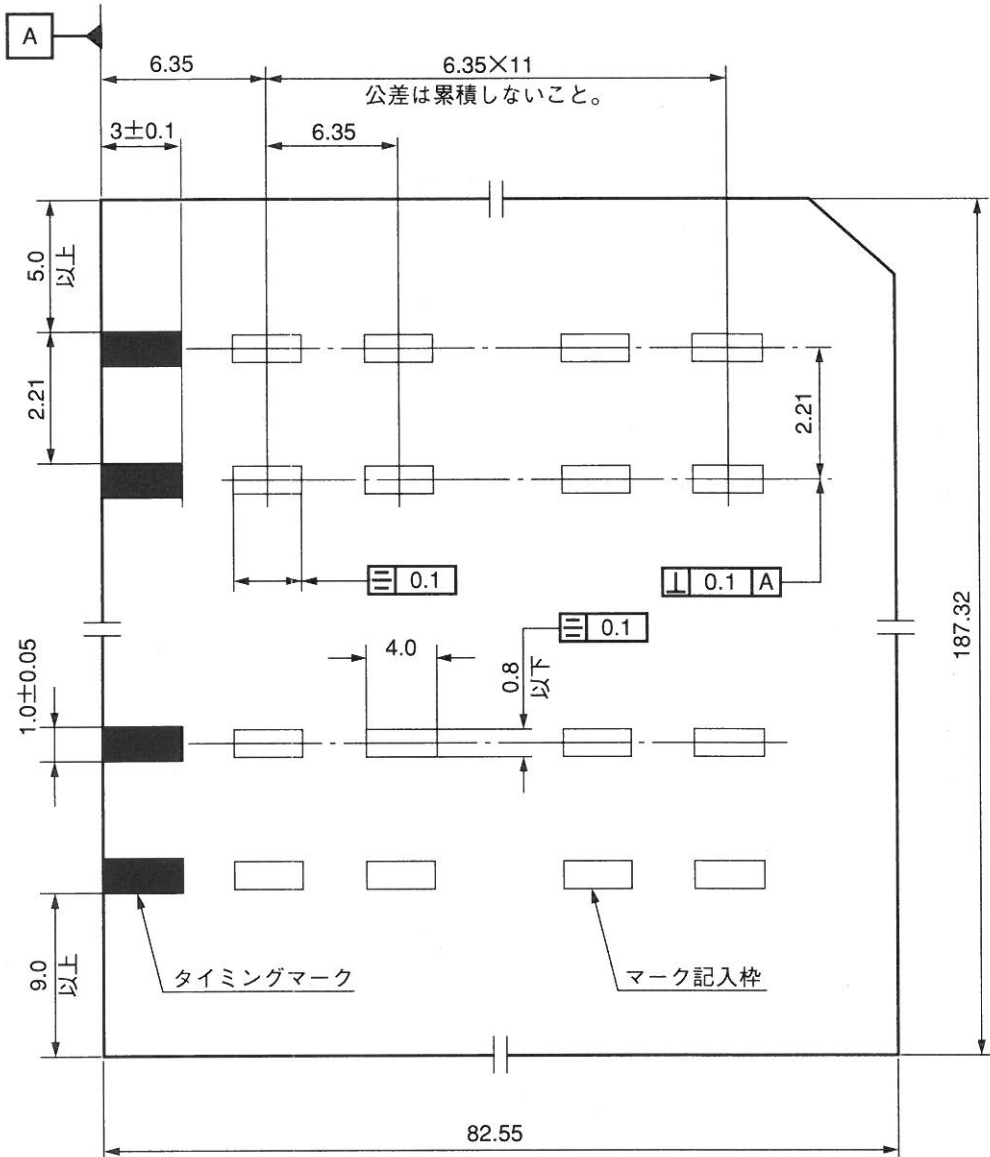 A
6.35
6.35×11
公差は累積しないこと。
3±0.1
6.35
5.0
以上
2.21
2.21
0.1
⊥ 0.1 A
0.1
187.32
1.0±0.05
4.0
0.8
以下
9.0
以上
タイミングマーク
マーク記入枠
82.55